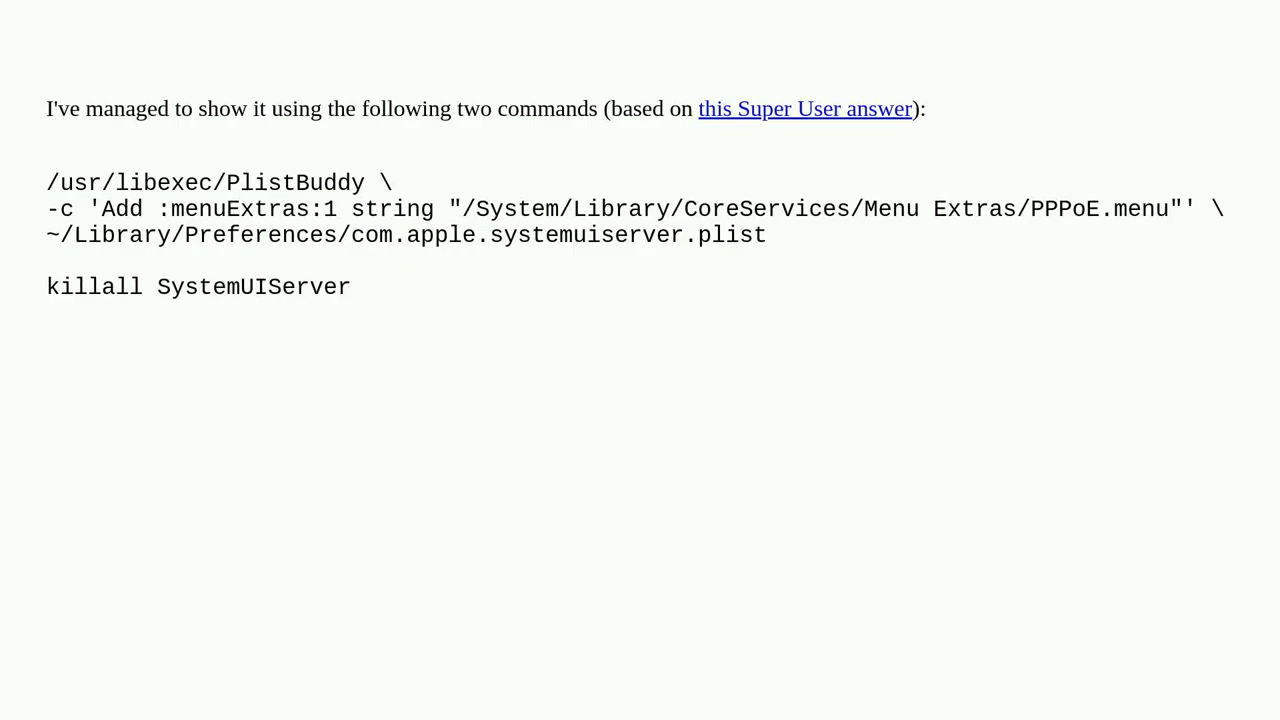 I've managed to show it using the following two commands (based on this Super User answer):
/usr/libexec/PlistBuddy \
-c 'Add :menuExtras:1 string "/System/Library/CoreServices/Menu Extras/PPPoE.menu"' \
~/Library/Preferences/com.apple.systemuiserver.plist
killall SystemUIServer